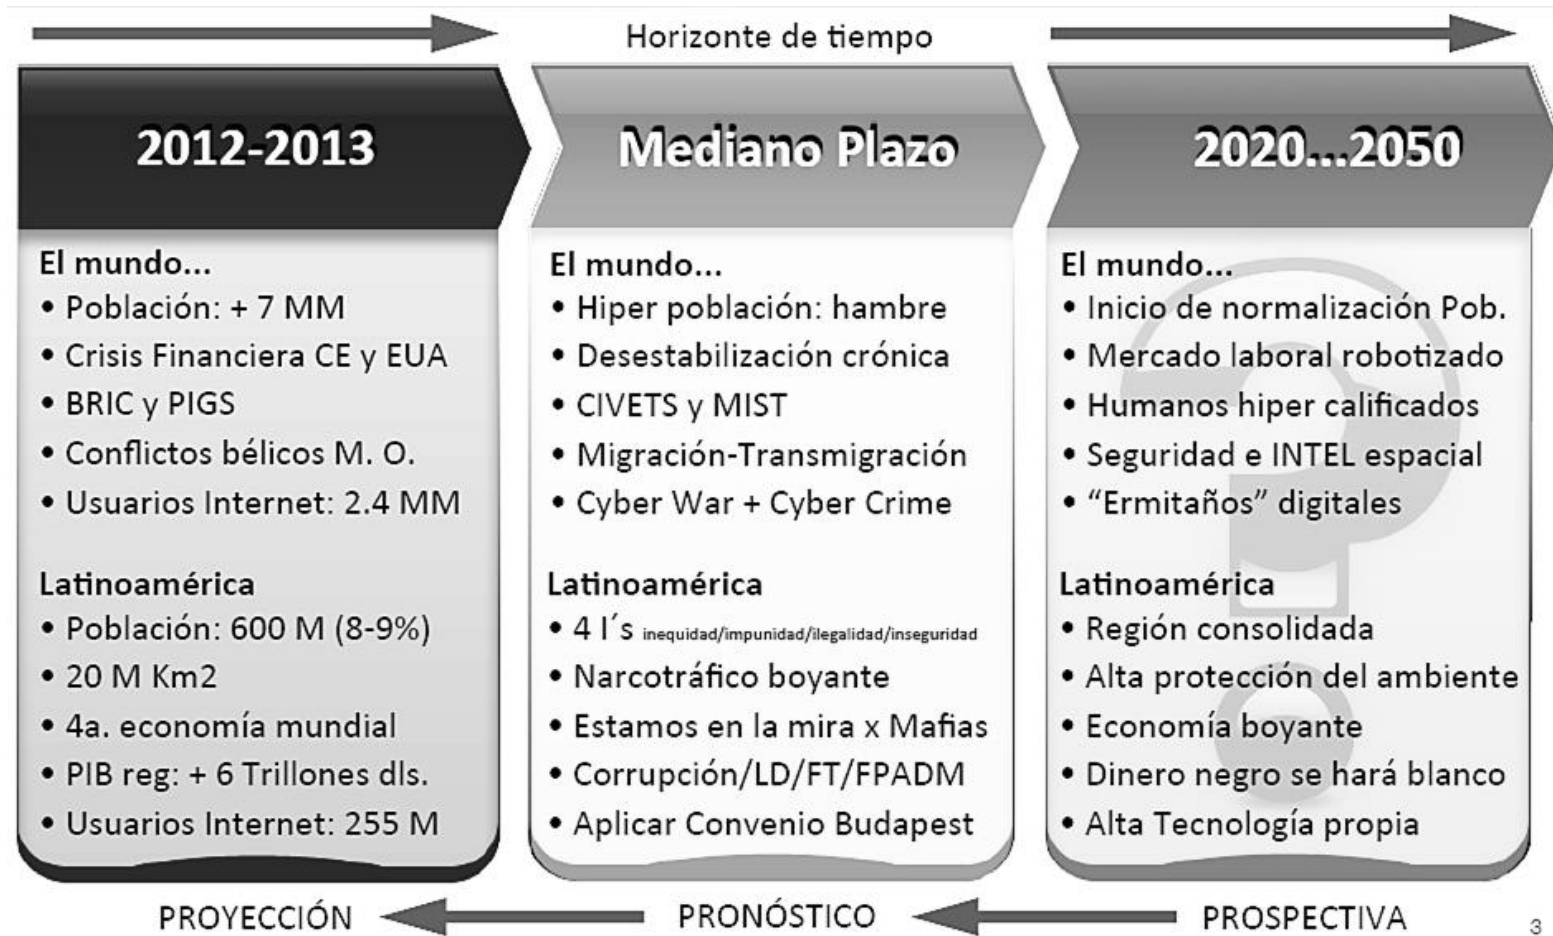 Horizonte de tiempo
2012-2013
El mundo...
• Población: + 7 MM
• Crisis Financiera CE y EUA
• BRIC y PIGS
• Conflictos bélicos M. O.
• Usuarios Internet: 2.4 MM
Latinoamérica
• Población: 600 M (8-9%)
• 20 M Km2
• 4a. economía mundial
• PIB reg: + 6 Trillones dls.
• Usuarios Internet: 255 M
Mediano Plazo
El mundo...
• Hiper población: hambre
• Desestabilización crónica
• CIVETS y MIST
• Migración-Transmigración
• Cyber War + Cyber Crime
Latinoamérica
• 4 I´s inequidad/impunidad/ilegalidad/inseguridad
• Narcotráfico boyante
• Estamos en la mira x Mafias
• Corrupción/LD/FT/FPADM
• Aplicar Convenio Budapest
2020...2050
El mundo...
• Inicio de normalización Pob.
• Mercado laboral robotizado
• Humanos hiper calificados
• Seguridad e INTEL espacial
• “Ermitaños” digitales
Latinoamérica
• Región consolidada
• Alta protección del ambiente
• Economía boyante
• Dinero negro se hará blanco
• Alta Tecnología propia
PROYECCIÓN
PRONÓSTICO
PROSPECTIVA
3